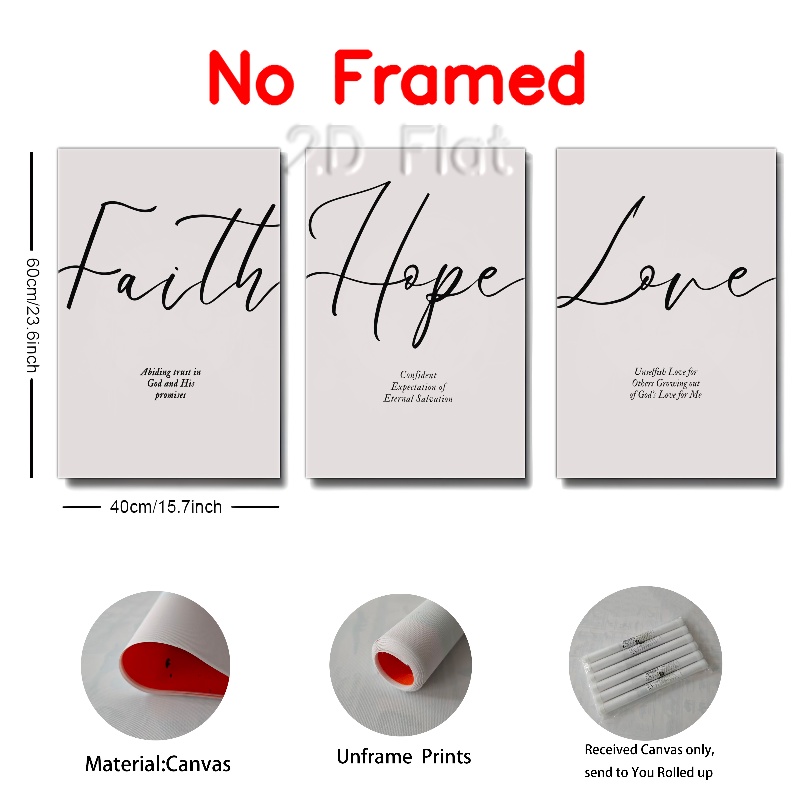 No Framed
2.D Flat
60cm/23.6inch
Faith
Abiding trust in
God and His
promises
Hope
Confident
Expectation of
Eternal Salvation
Love
Unselfish Love for
Others Growing out
of God's Love for Me
40cm/15.7inch
Material:Canvas
Unframe Prints
Received Canvas only,
send to You Rolled up